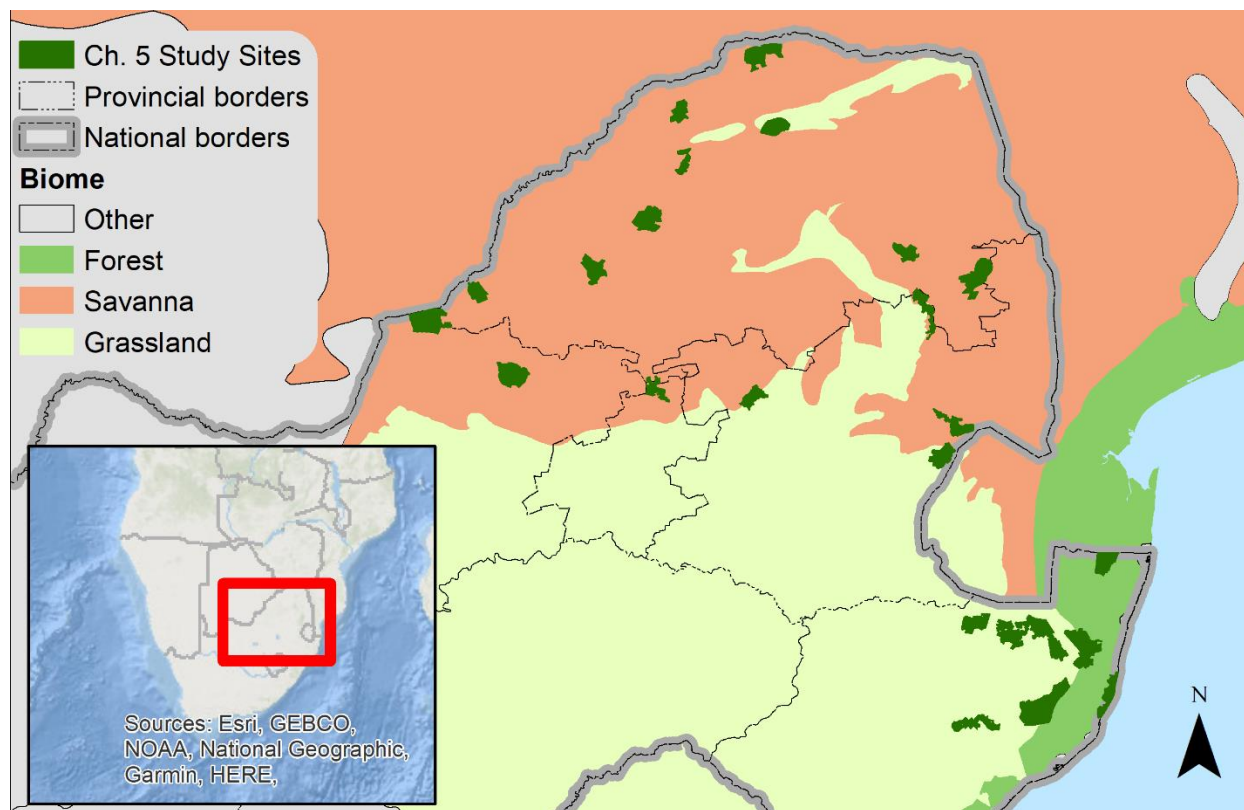 Ch. 5 Study Sites
Provincial borders
National borders
Biome
Other
Forest
Savanna
Grassland
Sources: Esri, GEBCO,
NOAA, National Geographic,
Garmin, HERE,
N